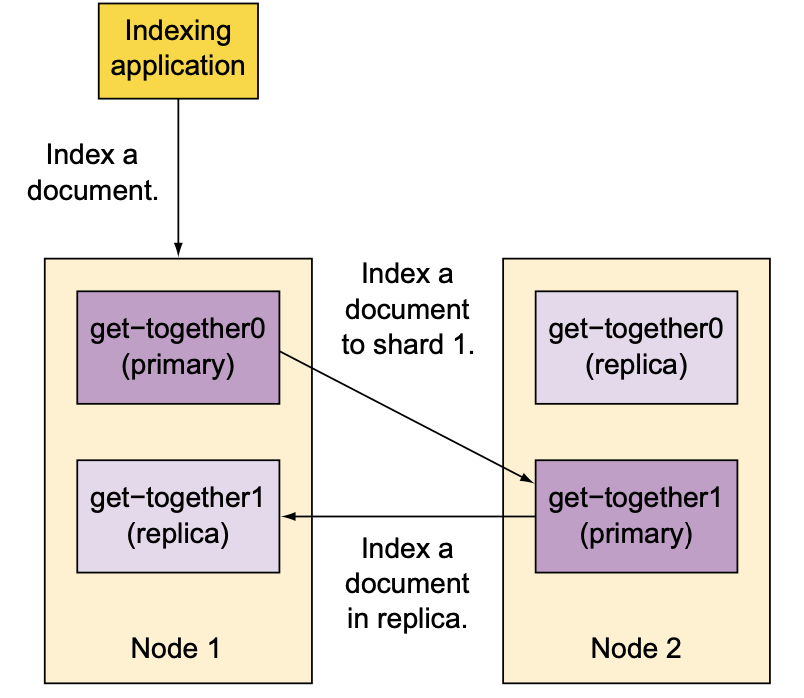 Indexing
application
Index a
document.
Index a
document
to shard 1.
get−together0
(primary)
get−together0
(replica)
get−together1
(replica)
get−together1
(primary)
Index a
document
in replica.
Node 1
Node 2